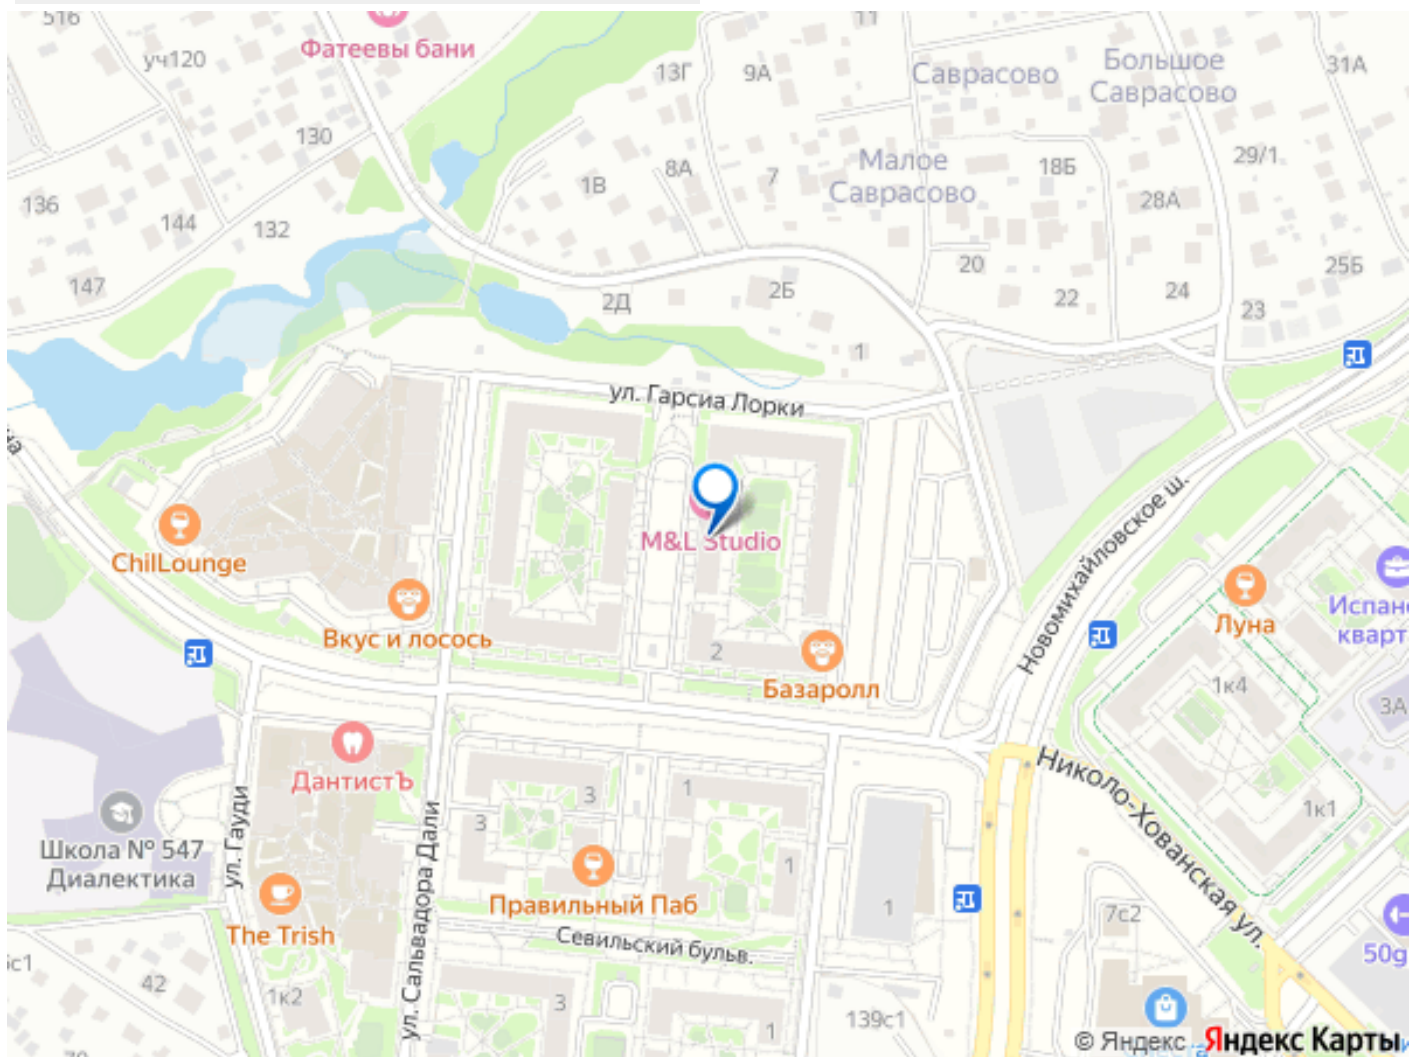 516
11
уч120
Фатеевы бани
13Г
9А
Саврасово
Большое
Саврасово
31А
130
29/1
Малое
Саврасово
18Б
8А
7
1В
136
144
132
28А
20
25Б
147
2Д
2Б
22
24
23
1
ул. Гарсиа Лорки
M&L Studio
ChilLounge
Вкус и лосось
Новомихайловское ш.
Луна
Базаролл
2
1к4
3А
ДантистЪ
Николо-Хованская ул.
3
1
3
1к1
Школа № 547
Диалектика
ул. Гауди
ул. Сальвадора Дали
1
Правильный Паб
1
7с2
The Trish
Севильский бульв.
42
1к2
3
1
139с1
© Яндекс Яндекс Карты